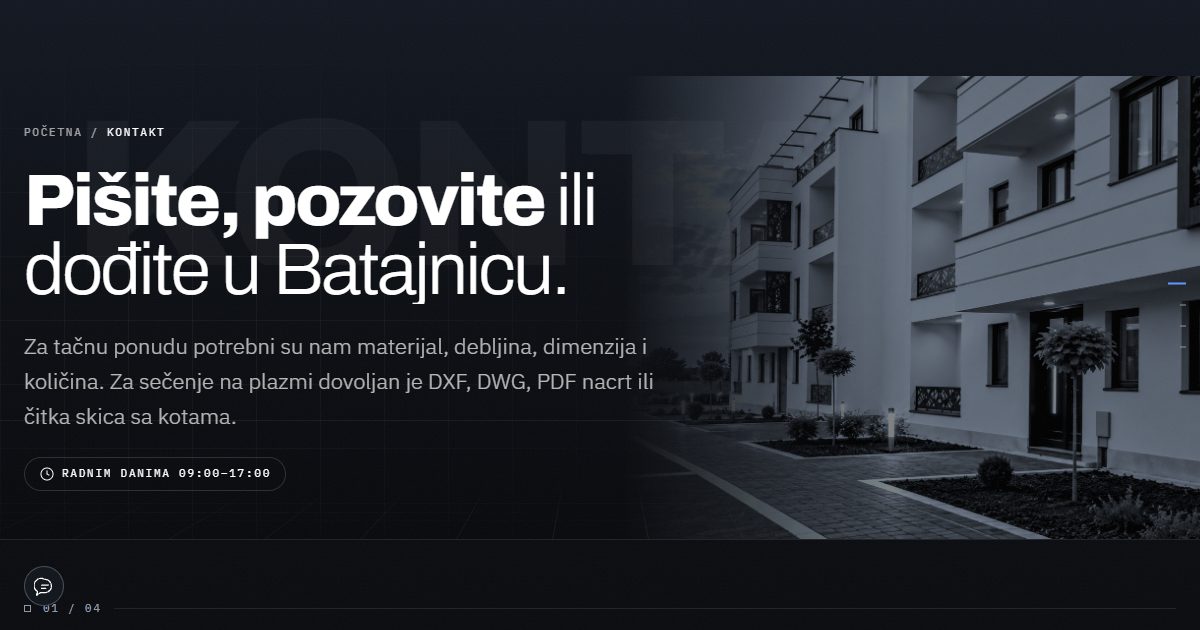 POČETNA / KONTAKT
KONTA
Pišite, pozovite ili
dođite u Batajnicu.
Za tačnu ponudu potrebni su nam materijal, debljina, dimenzija i
količina. Za sečenje na plazmi dovoljan je DXF, DWG, PDF nacrt ili
čitka skica sa kotama.
RADNIM DANIMA 09:00–17:00
01 / 04